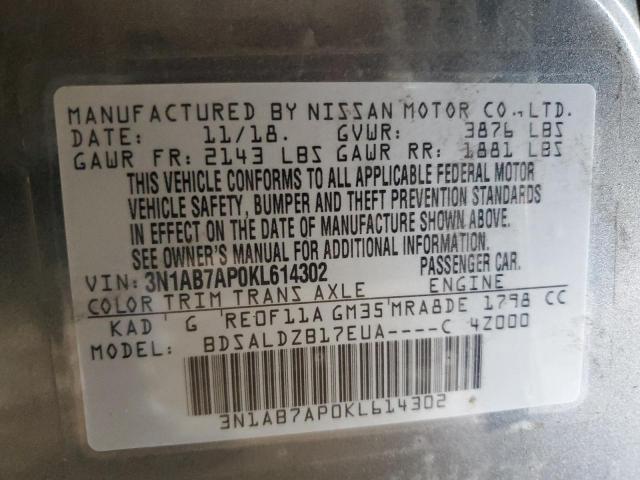 MANUFACTURED BY NISSAN MOTOR CO.,LTD.
DATE: 11/18. GVWR: 3876 LBS
GAWR FR: 2143 LBS GAWR RR: 1881 LBS
THIS VEHICLE CONFORMS TO ALL APPLICABLE FEDERAL MOTOR
VEHICLE SAFETY, BUMPER AND THEFT PREVENTION STANDARDS
IN EFFECT ON THE DATE OF MANUFACTURE SHOWN ABOVE.
SEE OWNER'S MANUAL FOR ADDITIONAL INFORMATION
VIN: 3N1AB7AP0KL614302 PASSENGER CAR.
COLOR TRIM TRANS AXLE ENGINE
KAD G RE0F11A GM35 MRA8DE 1798 CC
MODEL: BDSALDZB17EUA----C 4Z000
3N1AB7AP0KL614302